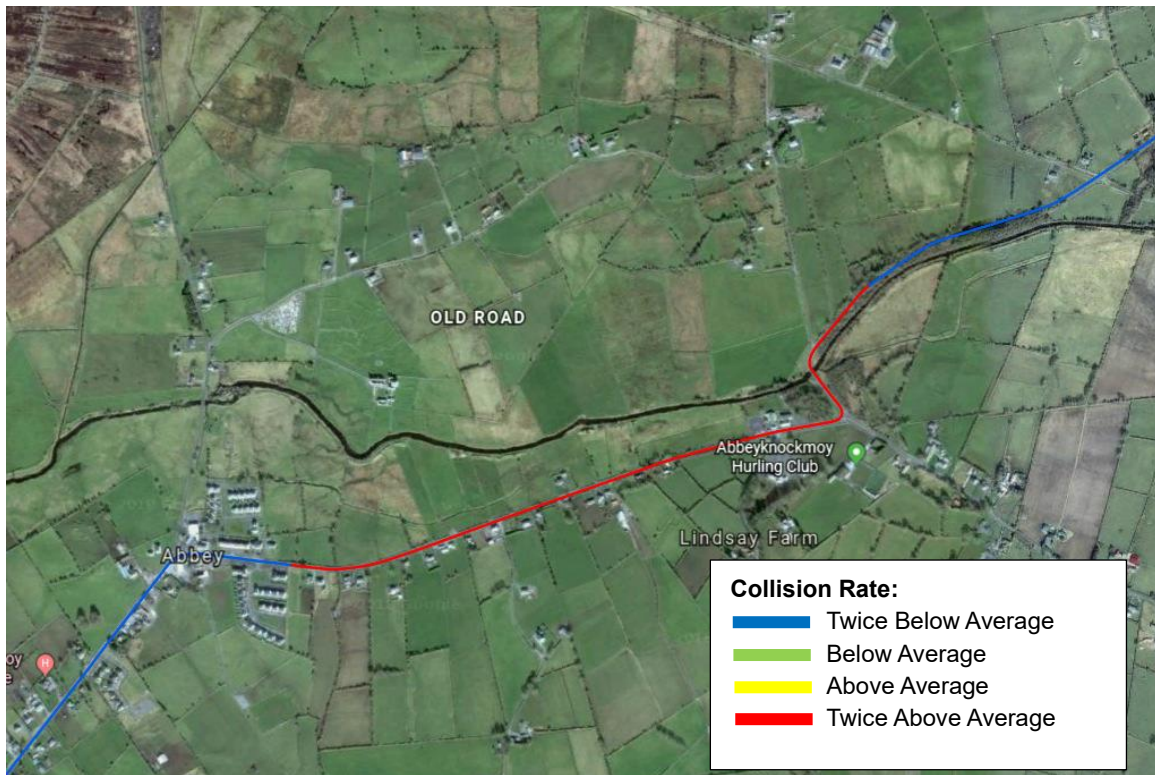 OLD ROAD
Abbeyknockmoy
Hurling Club
Abbey
Lindsay Farm
oy
e
H
Collision Rate:
Twice Below Average
Below Average
Above Average
Twice Above Average